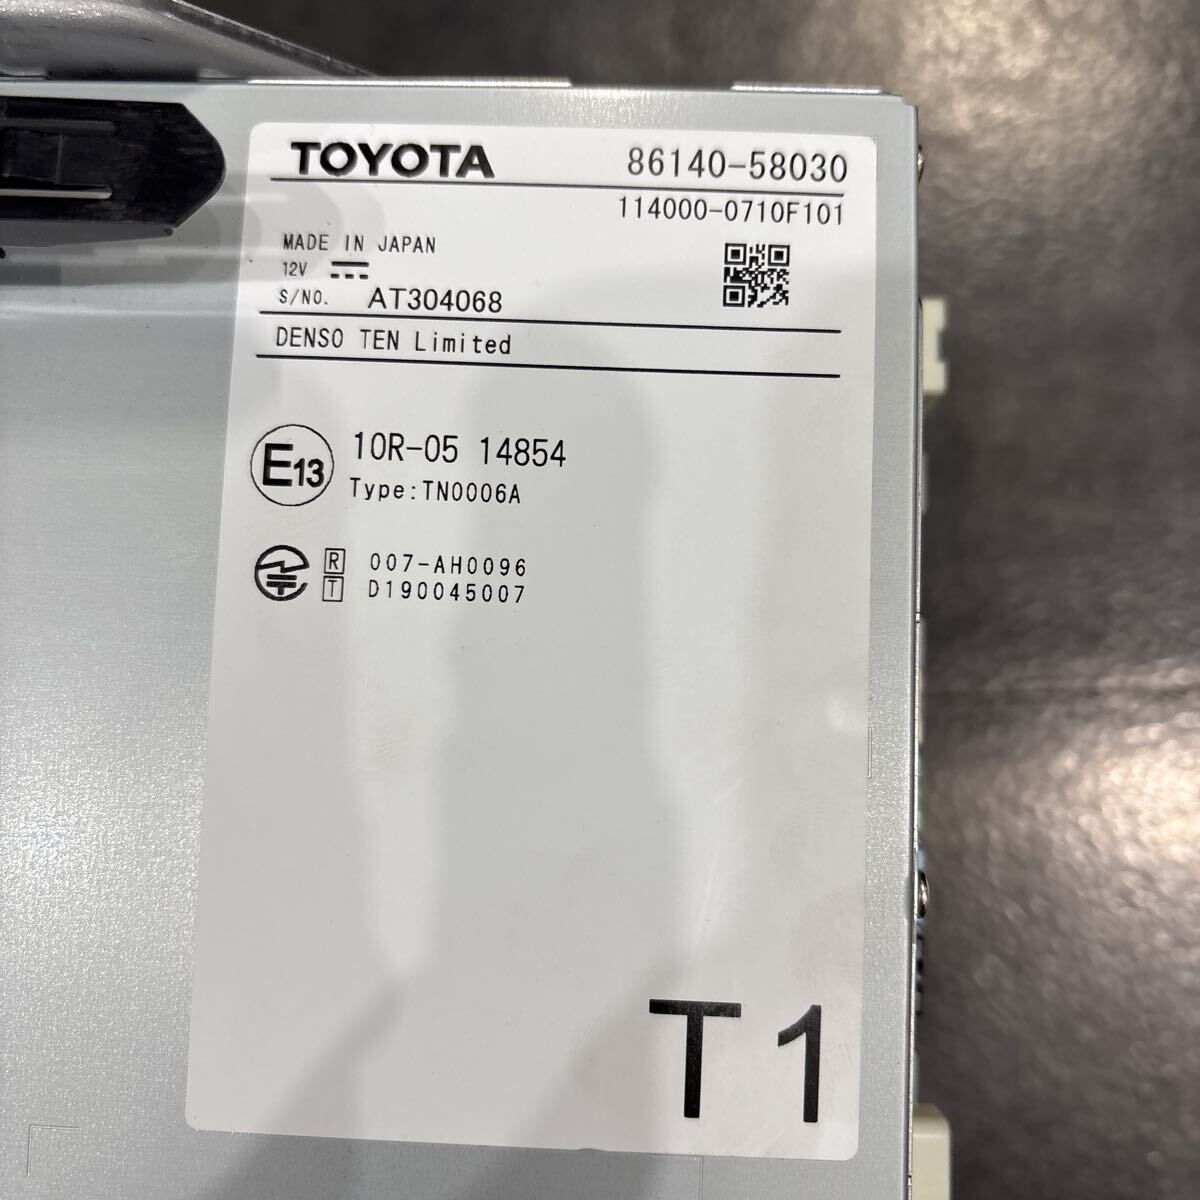 TOYOTA 86140-58030
114000-0710F101
MADE IN JAPAN
12V
S/NO. AT304068
DENSO TEN Limited
E13 10R-05 14854
Type:TN0006A
R 007-AH0096
T D190045007
T1